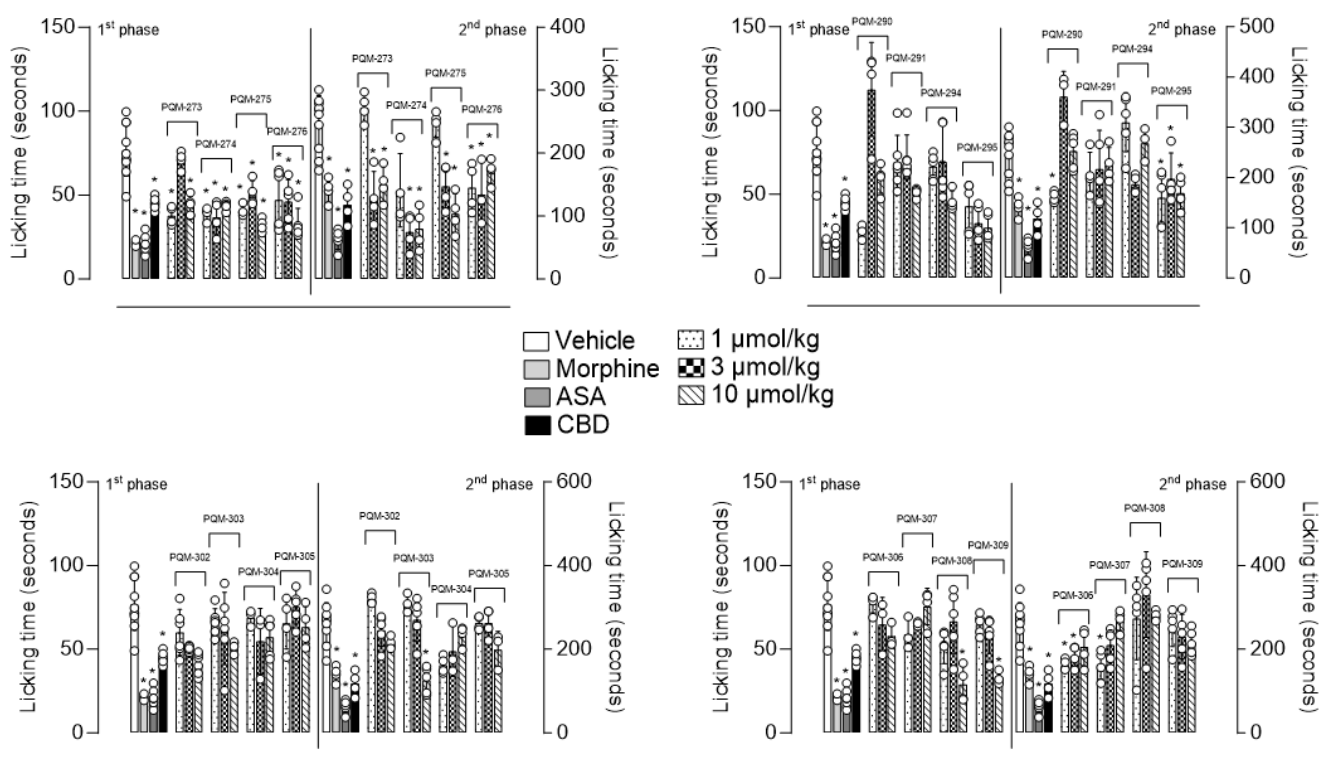 1st phase
2nd phase
Licking time (seconds)
150
100
50
0
PQM-273
PQM-274
PQM-275
PQM-276
PQM-273
PQM-274
PQM-275
PQM-276
400
300
200
100
0
Licking time (seconds)
1st phase
2nd phase
Licking time (seconds)
150
100
50
0
PQM-290
PQM-291
PQM-294
PQM-295
PQM-290
PQM-291
PQM-294
PQM-295
500
400
300
200
100
0
Licking time (seconds)
Vehicle
Morphine
ASA
CBD
1 µmol/kg
3 µmol/kg
10 µmol/kg
1st phase
2nd phase
Licking time (seconds)
150
100
50
0
PQM-302
PQM-303
PQM-304
PQM-305
PQM-302
PQM-303
PQM-304
PQM-305
600
400
200
0
Licking time (seconds)
1st phase
2nd phase
Licking time (seconds)
150
100
50
0
PQM-306
PQM-307
PQM-308
PQM-309
PQM-306
PQM-307
PQM-308
PQM-309
600
400
200
0
Licking time (seconds)